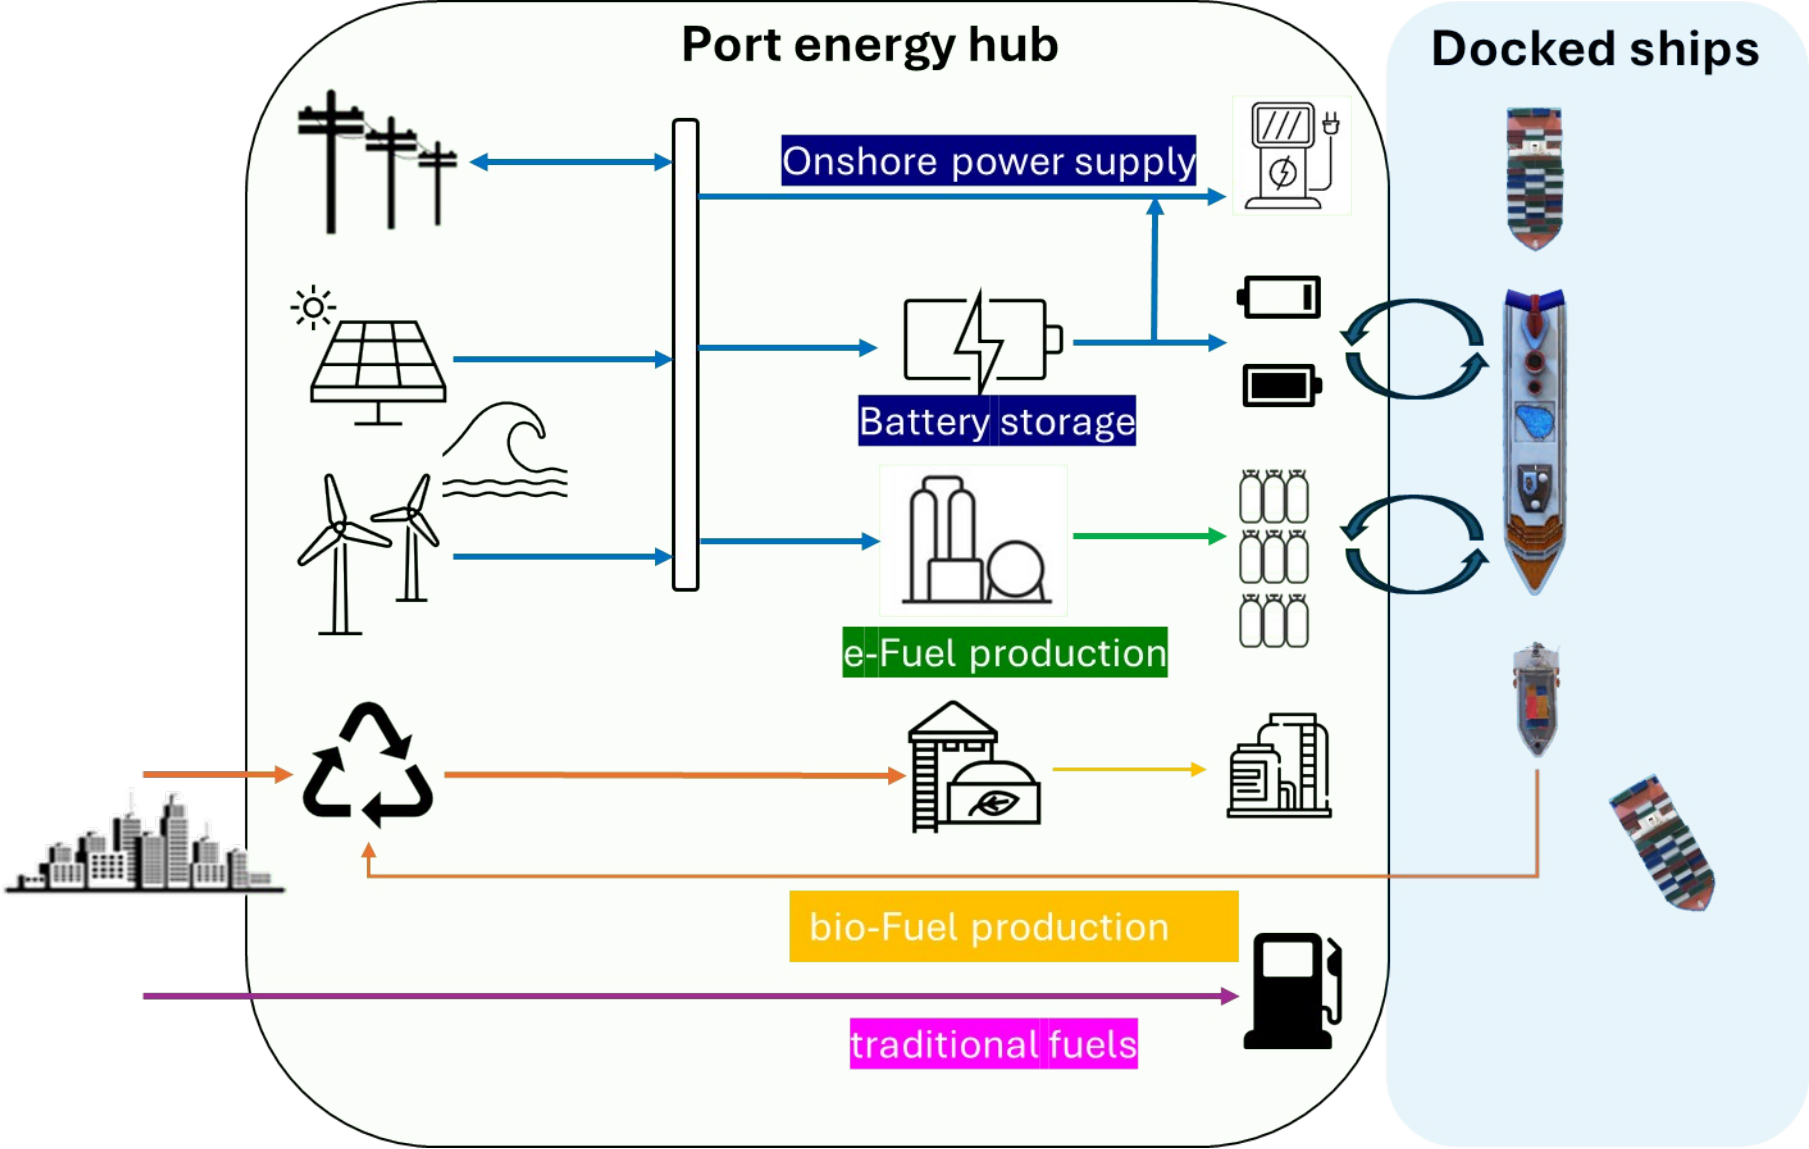 Port energy hub
Docked ships
Onshore power supply
Battery storage
e-Fuel production
bio-Fuel production
traditional fuels